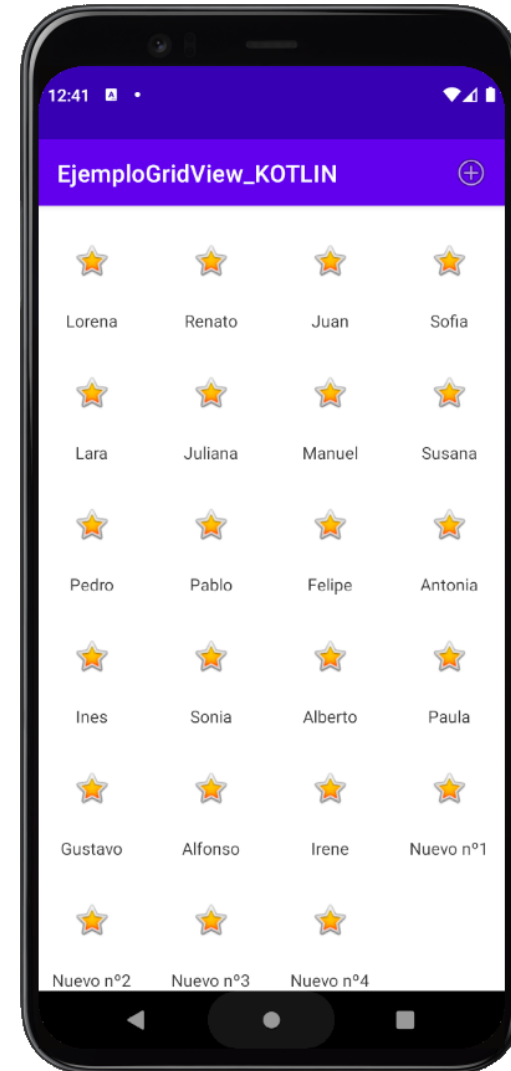 12:41 A
EjemploGridView_KOTLIN
Lorena Renato Juan Sofia
Lara Juliana Manuel Susana
Pedro Pablo Felipe Antonia
Ines Sonia Alberto Paula
Gustavo Alfonso Irene Nuevo nº1
Nuevo nº2 Nuevo nº3 Nuevo nº4